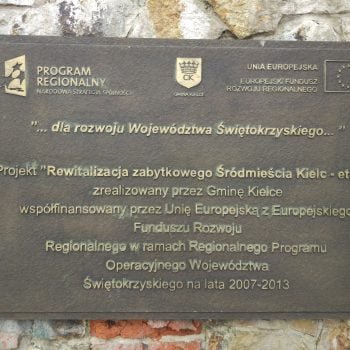 PROGRAM
REGIONALNY
NARODOWA STRATEGIA SPÓJNOŚCI
CK
GMINA KIELCE
UNIA EUROPEJSKA
EUROPEJSKI FUNDUSZ
ROZWOJU REGIONALNEGO
"... dla rozwoju Województwa Świętokrzyskiego..."
Projekt "Rewitalizacja zabytkowego Śródmieścia Kielc - et
zrealizowany przez Gminę Kielce
współfinansowany przez Unię Europejską z Europejskiego
Funduszu Rozwoju
Regionalnego w ramach Regionalnego Programu
Operacyjnego Województwa
Świętokrzyskiego na lata 2007-2013